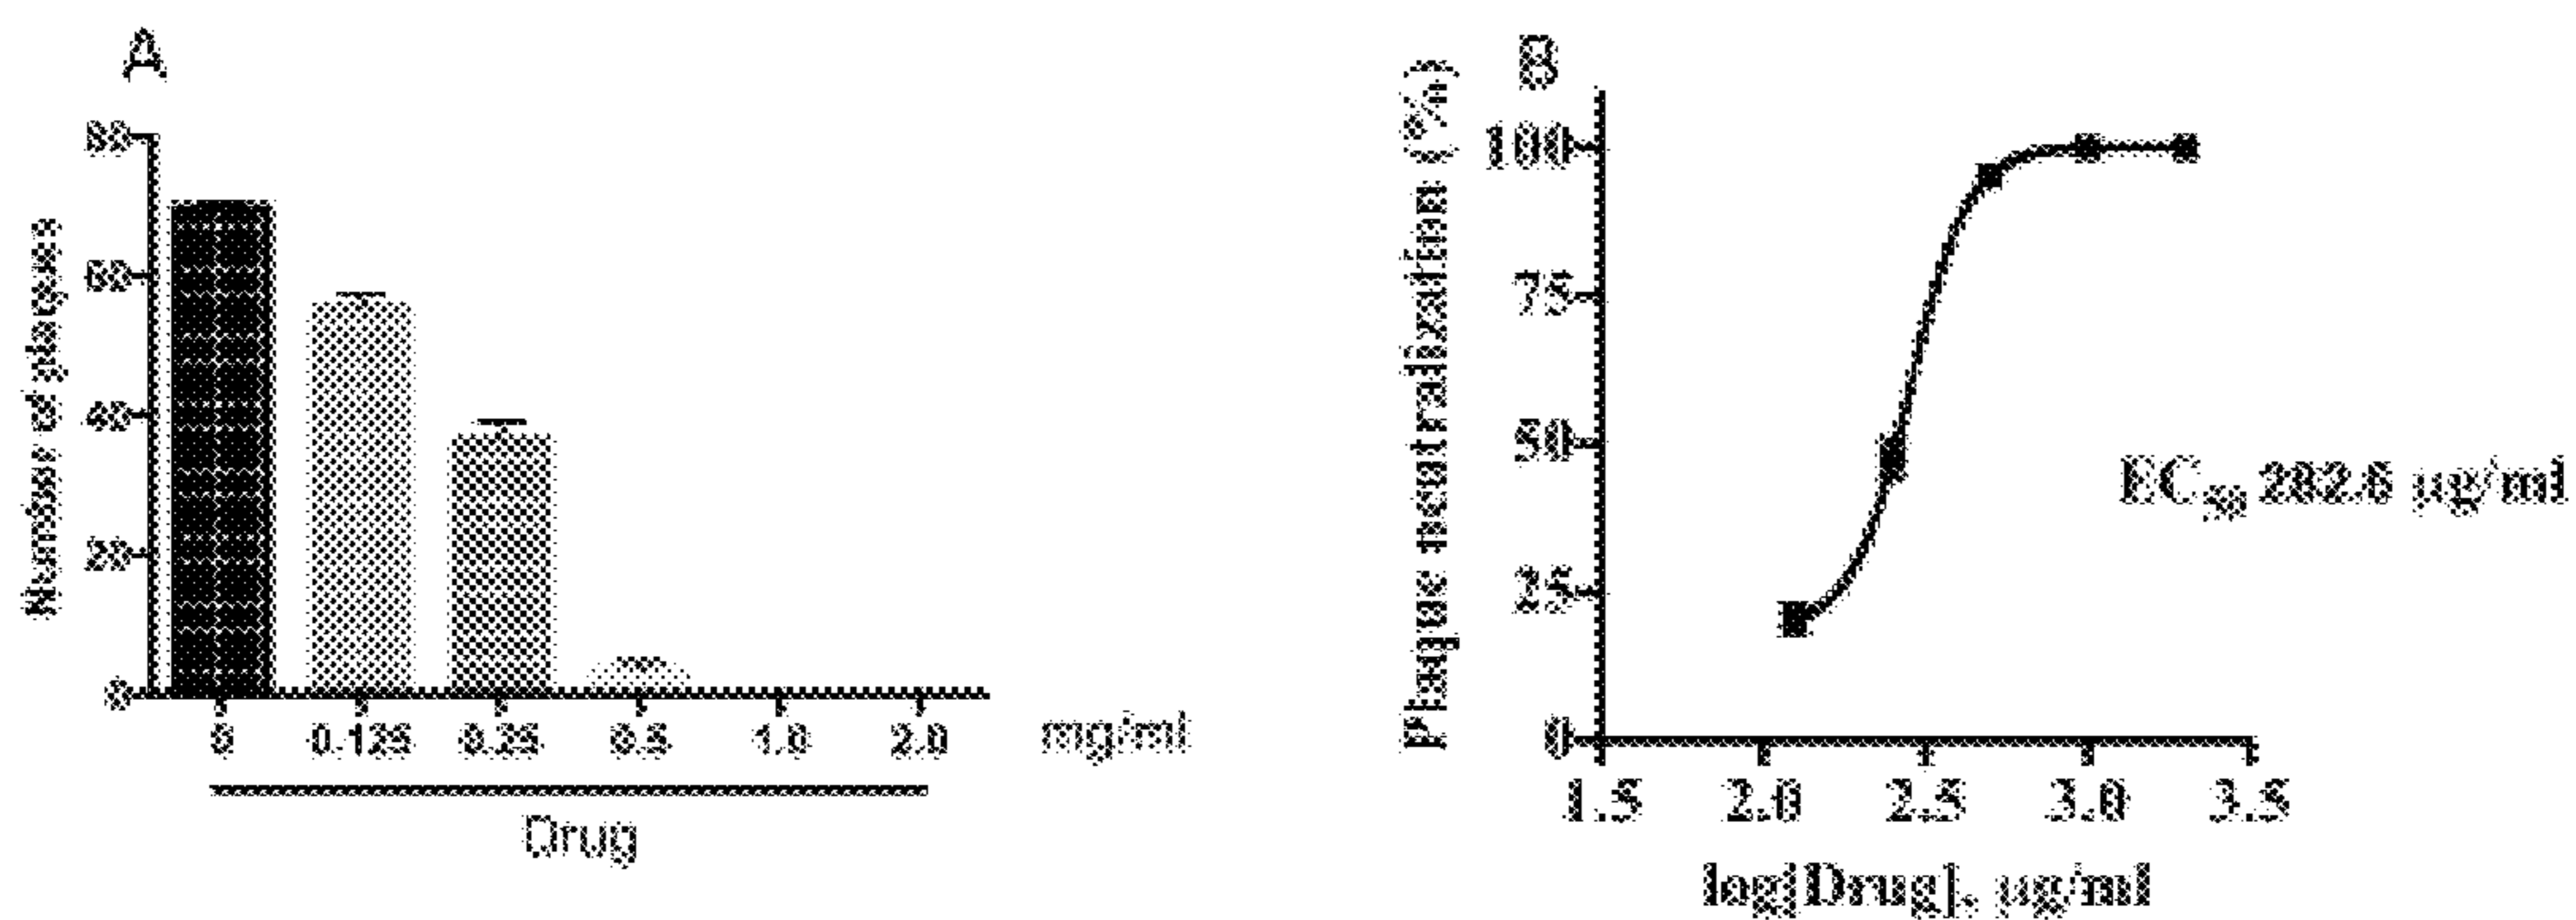 A
Number of plaques
80
60
40
20
0
0 0.125 0.25 0.5 1.0 2.0 mg/ml
Drug
B
Plaque neutralization (%)
100
75
50
25
0
1.5 2.0 2.5 3.0 3.5
log[Drug], µg/ml
EC50 282.6 µg/ml